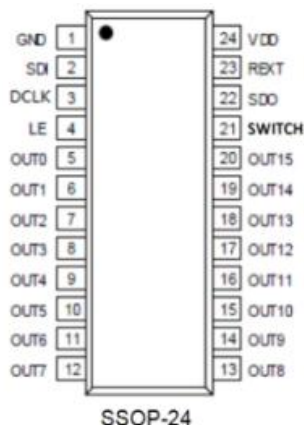 GND 1 24 VDD
SDI 2 23 REXT
DCLK 3 22 SDO
LE 4 21 SWITCH
OUT0 5 20 OUT15
OUT1 6 19 OUT14
OUT2 7 18 OUT13
OUT3 8 17 OUT12
OUT4 9 16 OUT11
OUT5 10 15 OUT10
OUT6 11 14 OUT9
OUT7 12 13 OUT8
SSOP-24